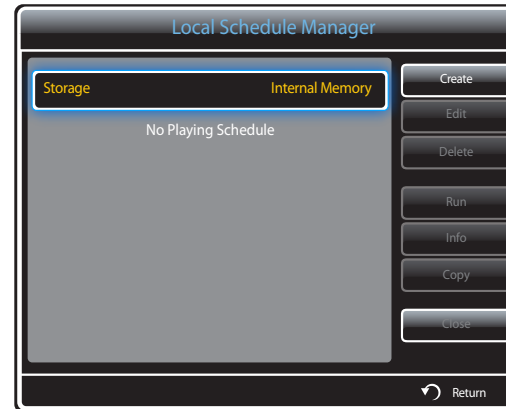 Local Schedule Manager
Storage Internal Memory
No Playing Schedule
Create
Edit
Delete
Run
Info
Copy
Close
Return